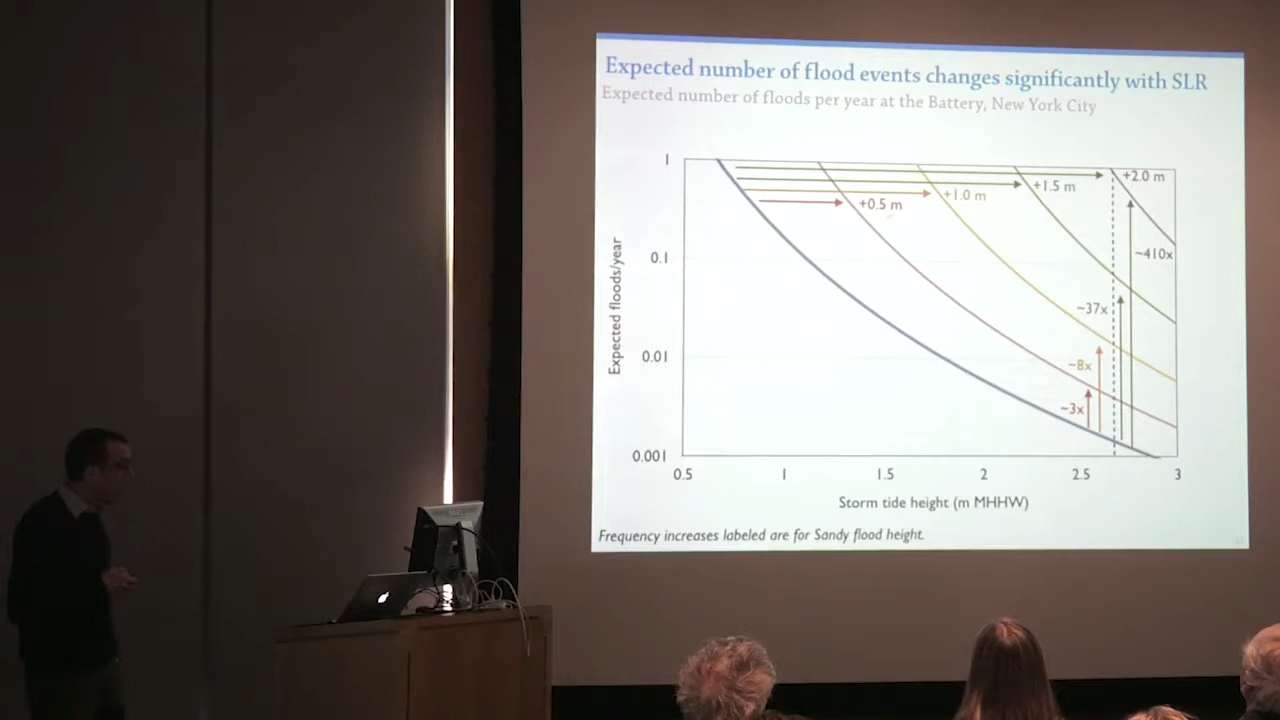 Expected number of flood events changes significantly with SLR
Expected number of floods per year at the Battery, New York City
1
+2.0 m
+1.5 m
+1.0 m
+0.5 m
0.1
~410x
~37x
0.01
~8x
~3x
0.001
Expected floods/year
0.5
1
1.5
2
2.5
3
Storm tide height (m MHHW)
Frequency increases labeled are for Sandy flood height.